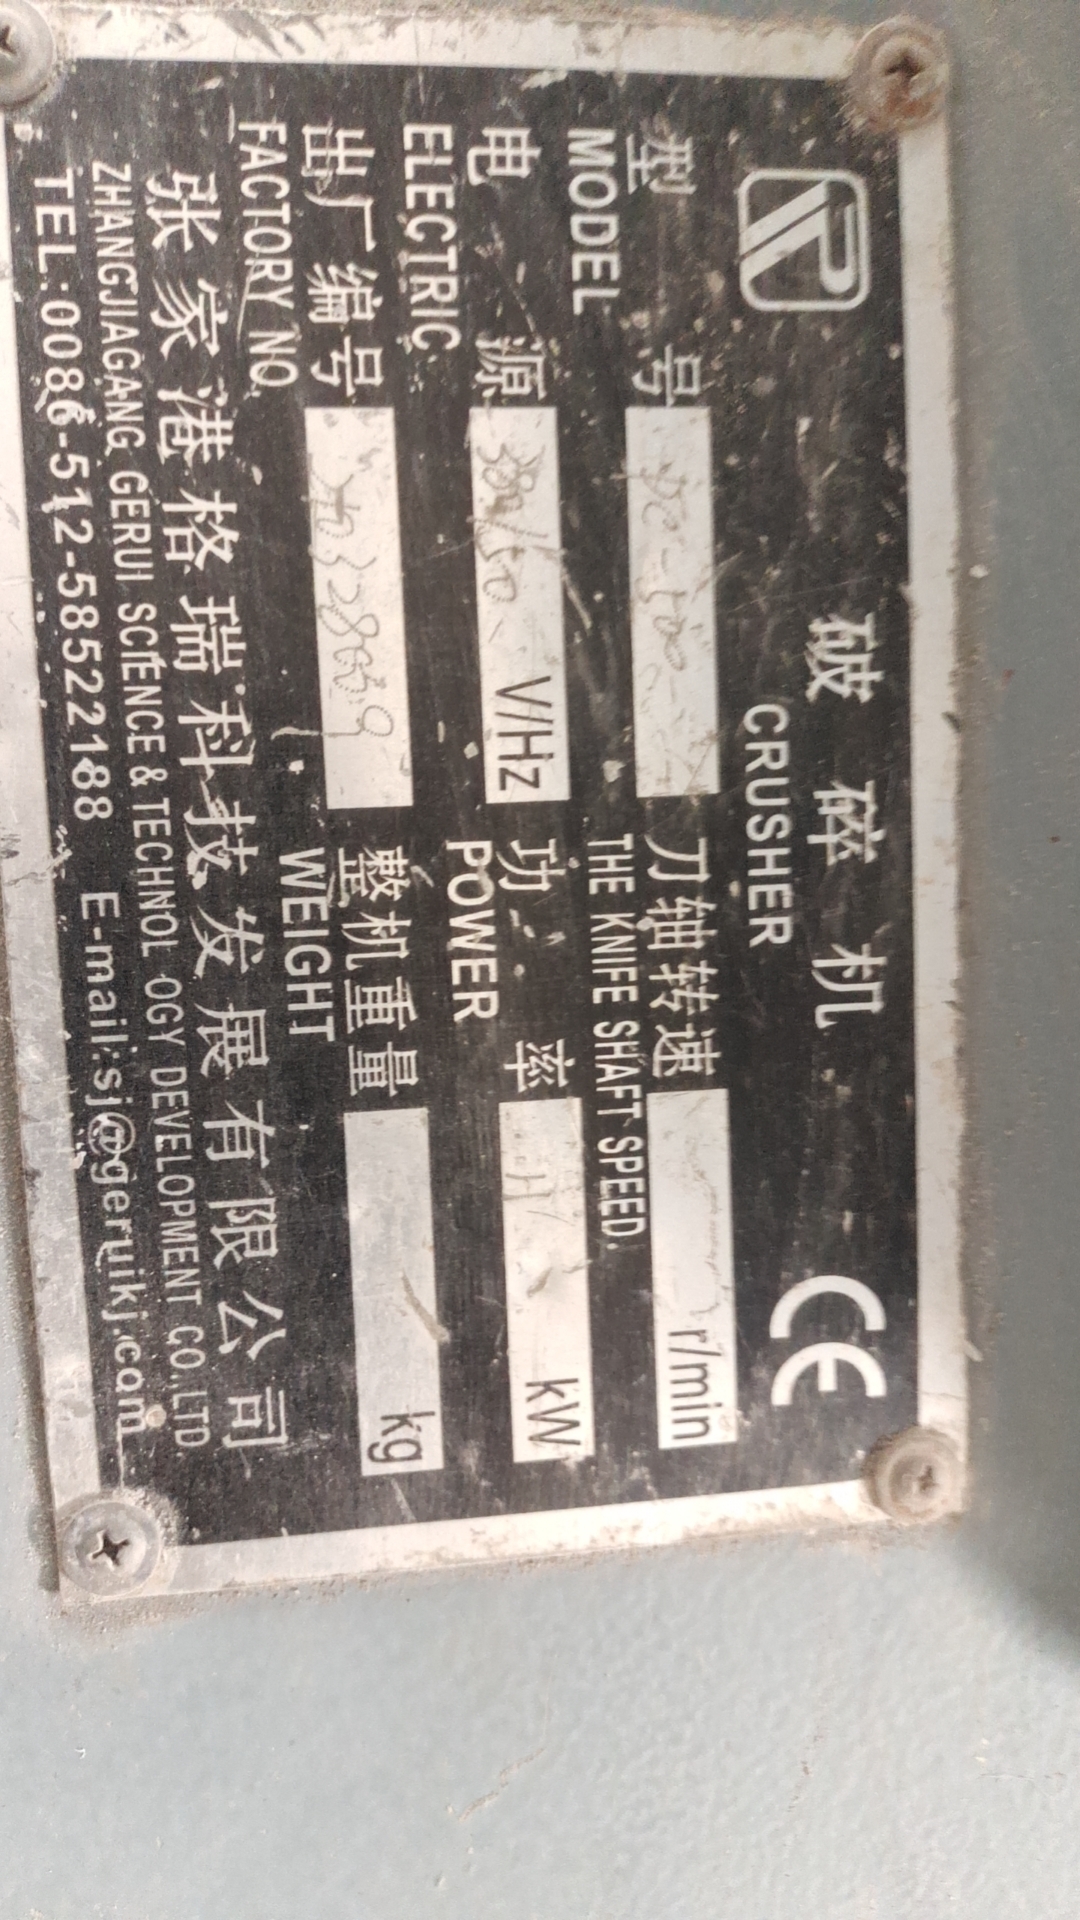 破碎机
CRUSHER
CE
型 号 刀轴转速 r/min
MODEL THE KNIFE SHAFT SPEED.
电 源 380/50 V/Hz 功 率 kW
ELECTRIC POWER
出厂编号 整机重量 kg
FACTORY NO WEIGHT
张家港格瑞科技发展有限公司
ZHANGJIAGANG GERUI SCIENCE & TECHNOL OGY DEVELOPMENT CO.,LTD.
TEL:0086-512-58522188 E-mail:sj@geruikj.com